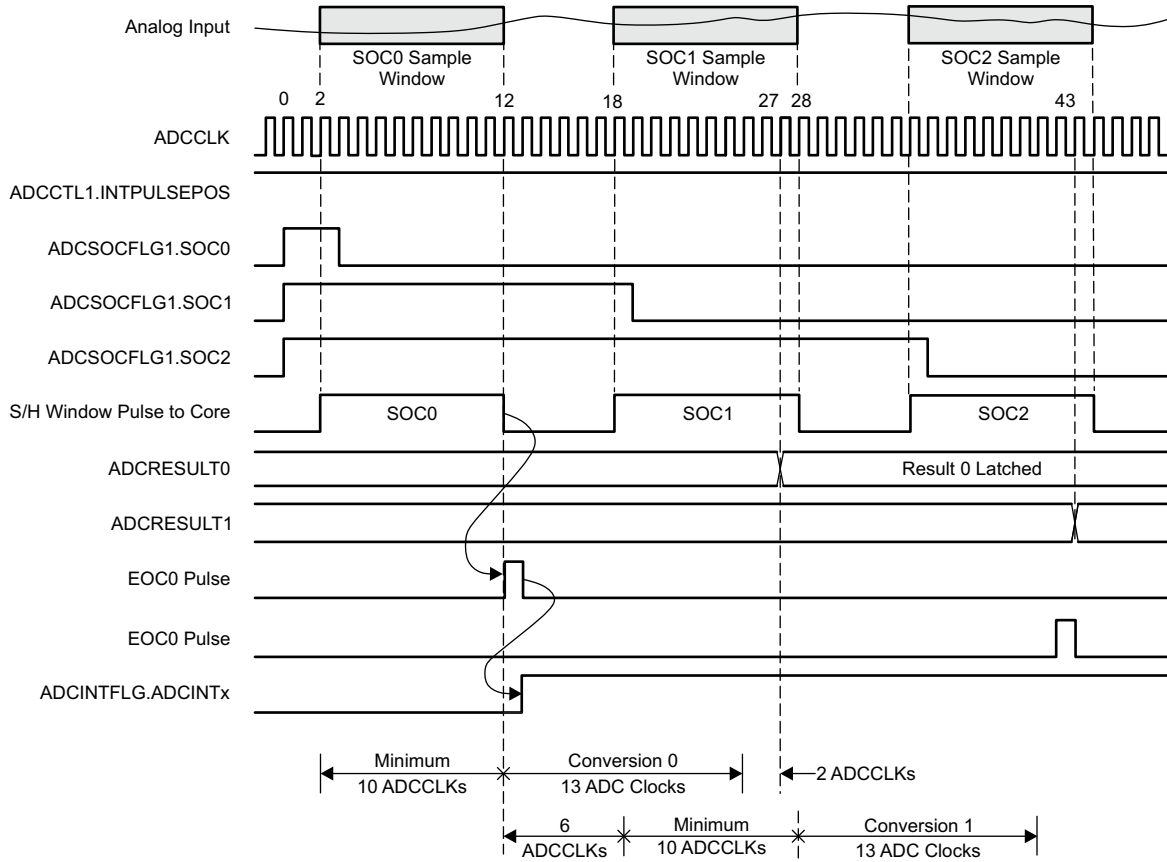 Analog Input
SOC0 Sample
Window
SOC1 Sample
Window
SOC2 Sample
Window
0 2 12 18 27 28 43
ADCCLK
ADCCTL1.INTPULSEPOS
ADCSOCFLG1.SOC0
ADCSOCFLG1.SOC1
ADCSOCFLG1.SOC2
S/H Window Pulse to Core
SOC0
SOC1
SOC2
ADCRESULT0
Result 0 Latched
ADCRESULT1
EOC0 Pulse
EOC0 Pulse
ADCINTFLG.ADCINTx
Minimum
10 ADCCLKs
Conversion 0
13 ADC Clocks
2 ADCCLKs
6
ADCCLKs
Minimum
10 ADCCLKs
Conversion 1
13 ADC Clocks